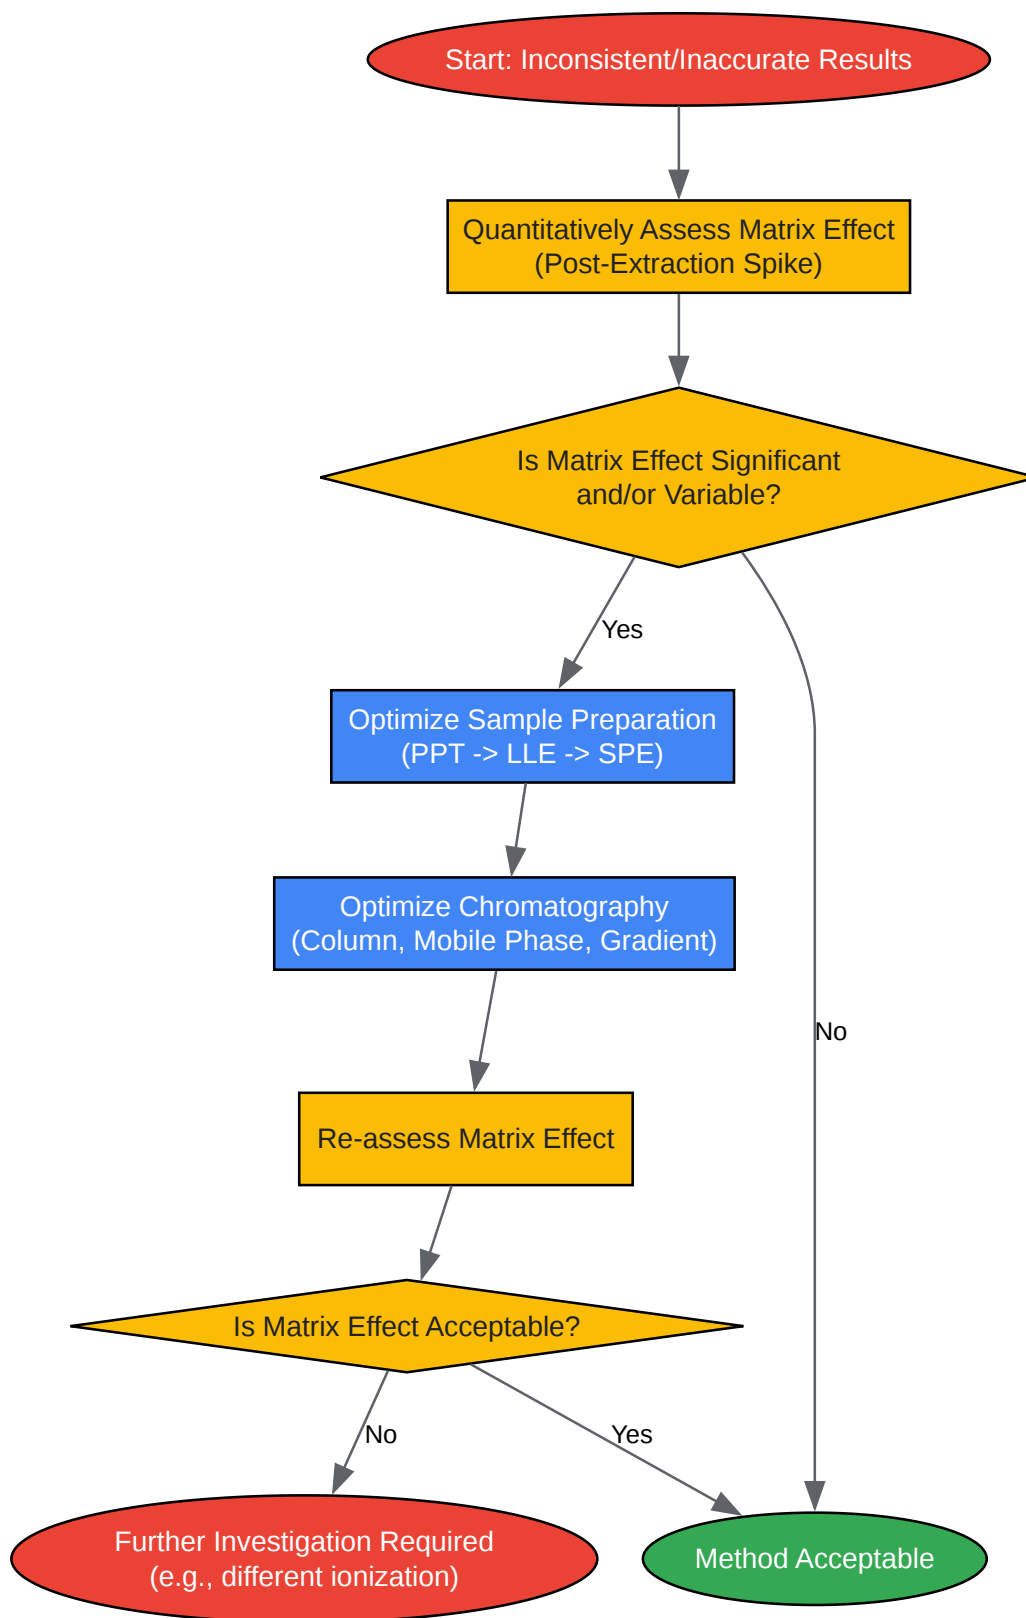 Start: Inconsistent/Inaccurate Results
Quantitatively Assess Matrix Effect
(Post-Extraction Spike)
Is Matrix Effect Significant
and/or Variable?
Yes
Optimize Sample Preparation
(PPT -> LLE -> SPE)
Optimize Chromatography
(Column, Mobile Phase, Gradient)
No
Re-assess Matrix Effect
Is Matrix Effect Acceptable?
No
Yes
Further Investigation Required
(e.g., different ionization)
Method Acceptable